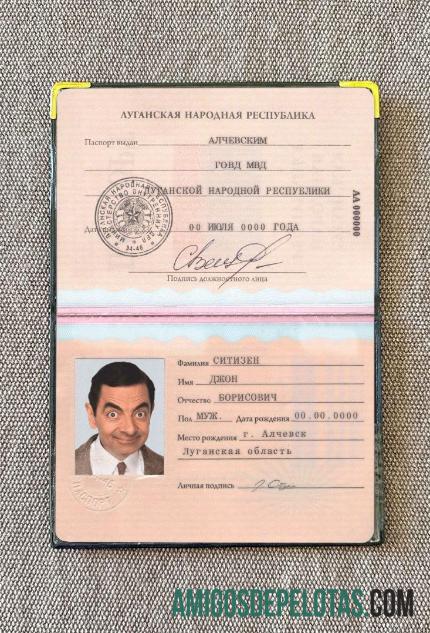 ЛУГАНСКАЯ НАРОДНАЯ РЕСПУБЛИКА
Паспорт выдан АЛЧЕВСКИМ
ГОВД МВД
ЛУГАНСКОЙ НАРОДНОЙ РЕСПУБЛИКИ
00 ИЮЛЯ 0000 ГОДА
АА 000000
Подпись должностного лица
Фамилия СИТИЗЕН
Имя ДЖОН
Отчество БОРИСОВИЧ
Пол МУЖ. Дата рождения 00.00.0000
Место рождения г. Алчевск
Луганская область
Личная подпись
AMIGOSDEPELOTAS.COM